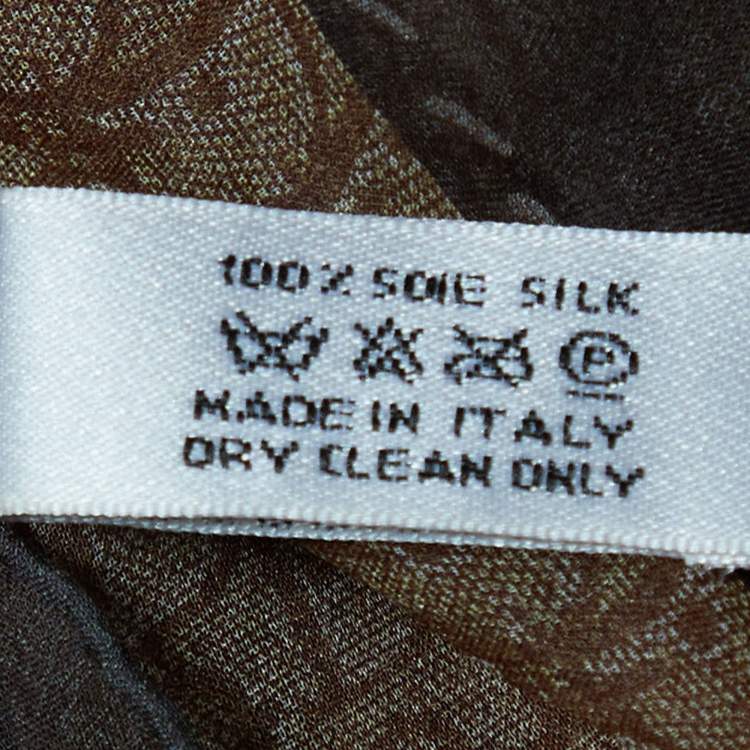 100% SOIE SILK
P
MADE IN ITALY
DRY CLEAN ONLY